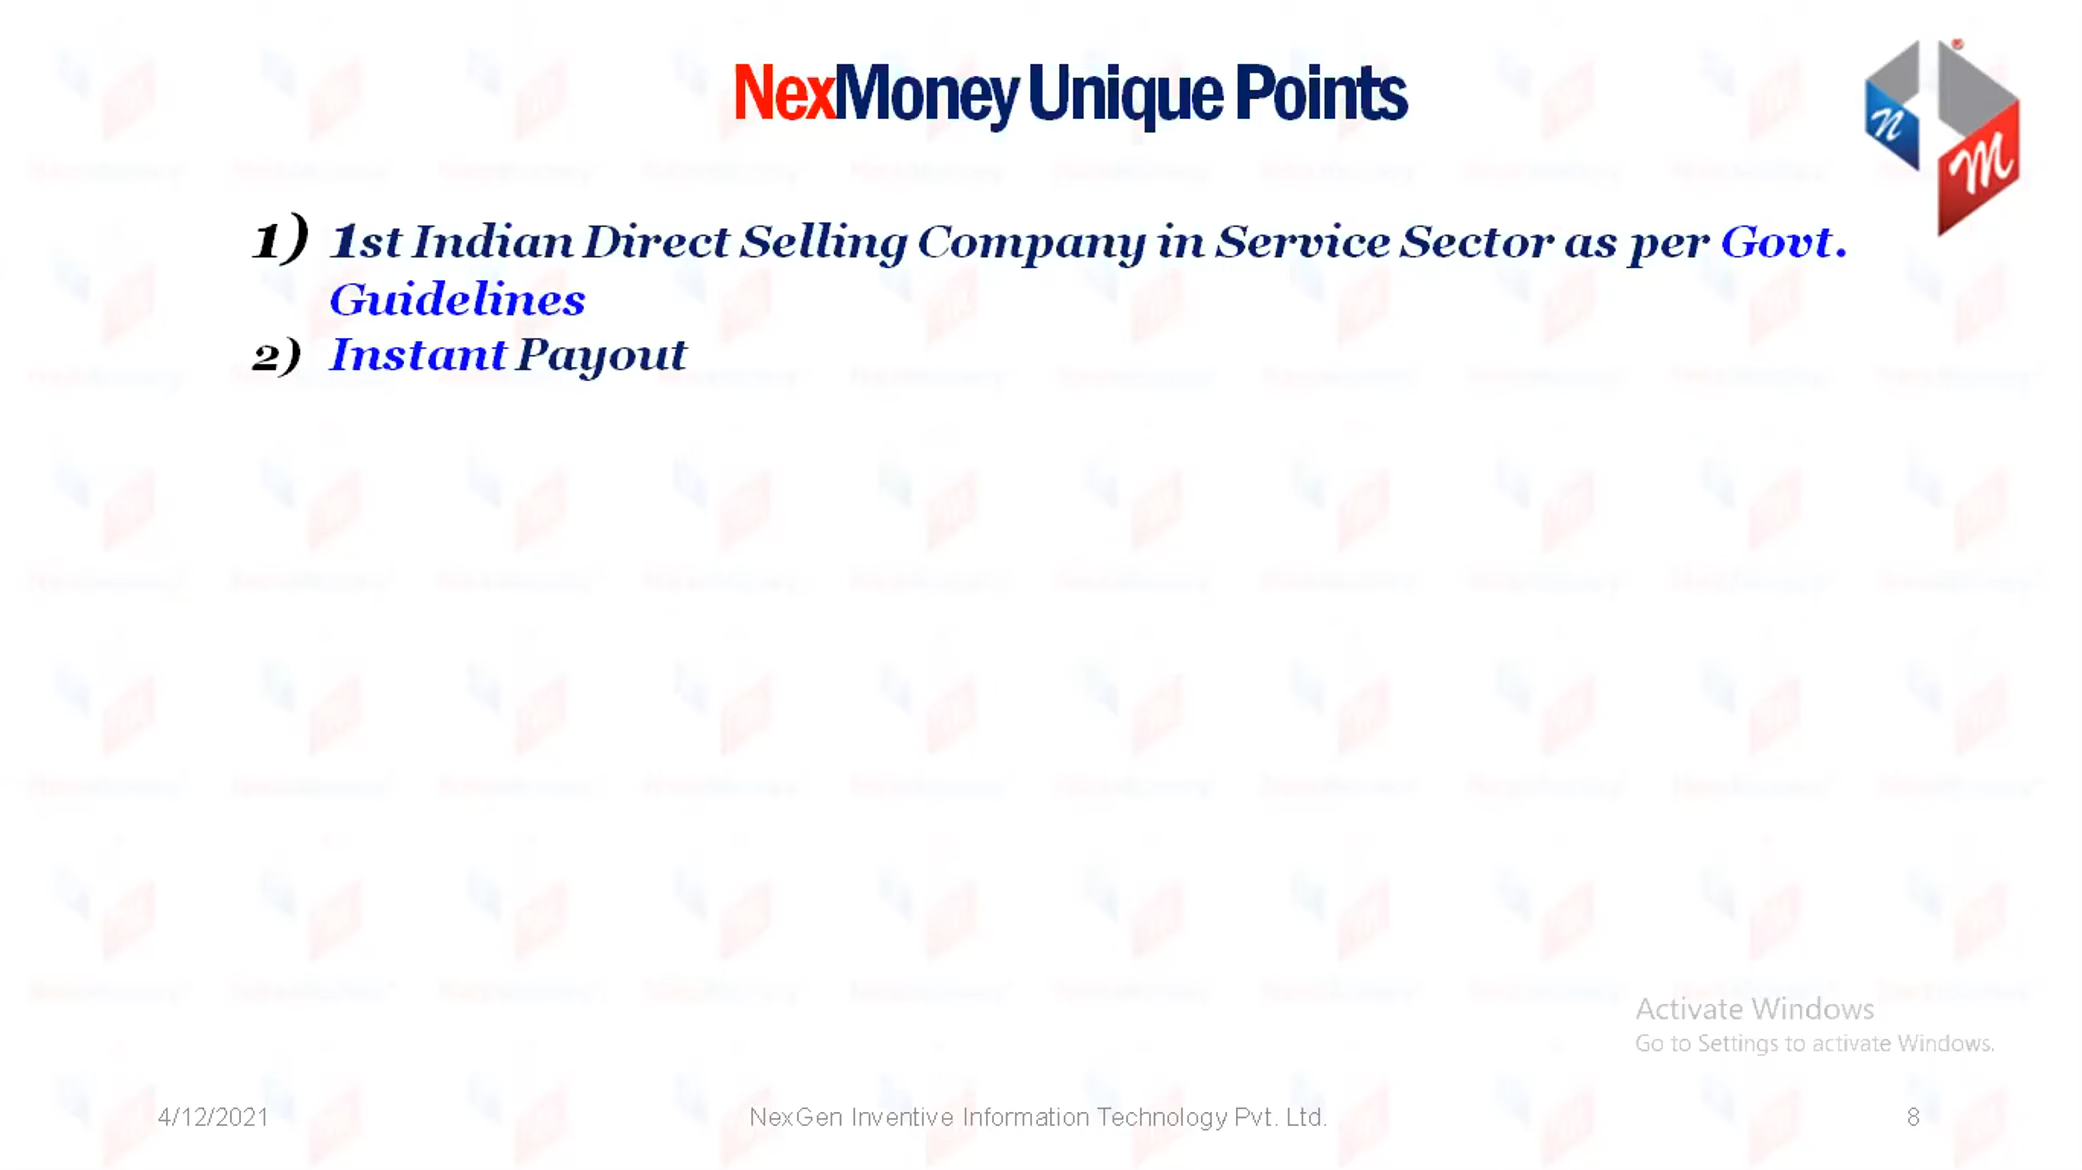 NexMoney Unique Points
n
M
1) 1st Indian Direct Selling Company in Service Sector as per Govt.
Guidelines
2) Instant Payout
Activate Windows
Go to Settings to activate Windows.
4/12/2021 NexGen Inventive Information Technology Pvt. Ltd. 8